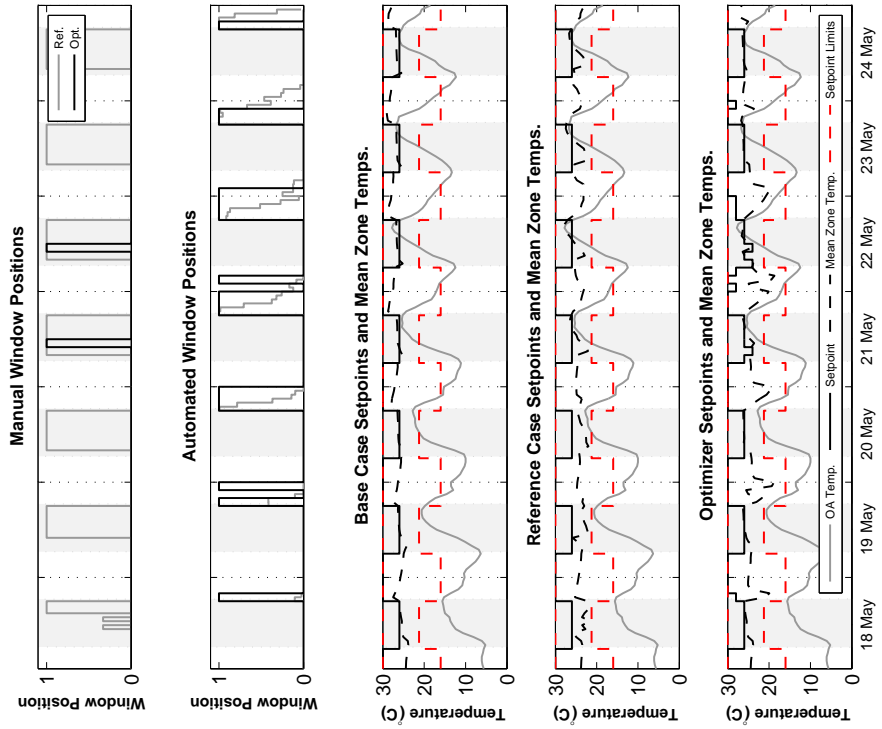 Manual Window Positions
Window Position
1
0
Ref.
Opt.
Automated Window Positions
Window Position
1
0
Base Case Setpoints and Mean Zone Temps.
Temperature (°C)
30
20
10
0
Reference Case Setpoints and Mean Zone Temps.
Temperature (°C)
30
20
10
0
Optimizer Setpoints and Mean Zone Temps.
Temperature (°C)
30
20
10
0
OA Temp.
Setpoint
Mean Zone Temp.
Setpoint Limits
18 May
19 May
20 May
21 May
22 May
23 May
24 May